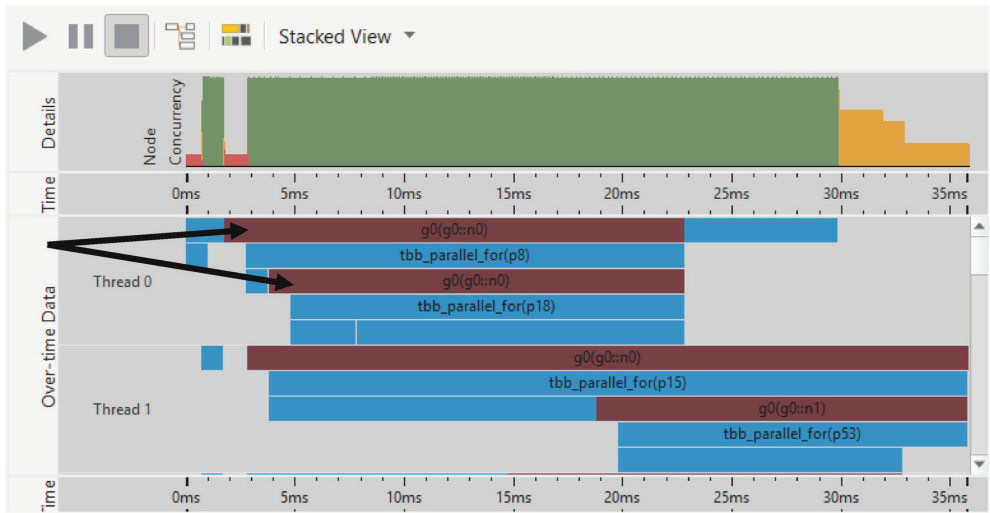 Stacked View
Details
Node
Concurrency
Time
0ms 5ms 10ms 15ms 20ms 25ms 30ms 35ms
Over-time Data
Thread 0
g0(g0::n0)
tbb_parallel_for(p8)
g0(g0::n0)
tbb_parallel_for(p18)
Thread 1
g0(g0::n0)
tbb_parallel_for(p15)
g0(g0::n1)
tbb_parallel_for(p53)
Time
0ms 5ms 10ms 15ms 20ms 25ms 30ms 35ms